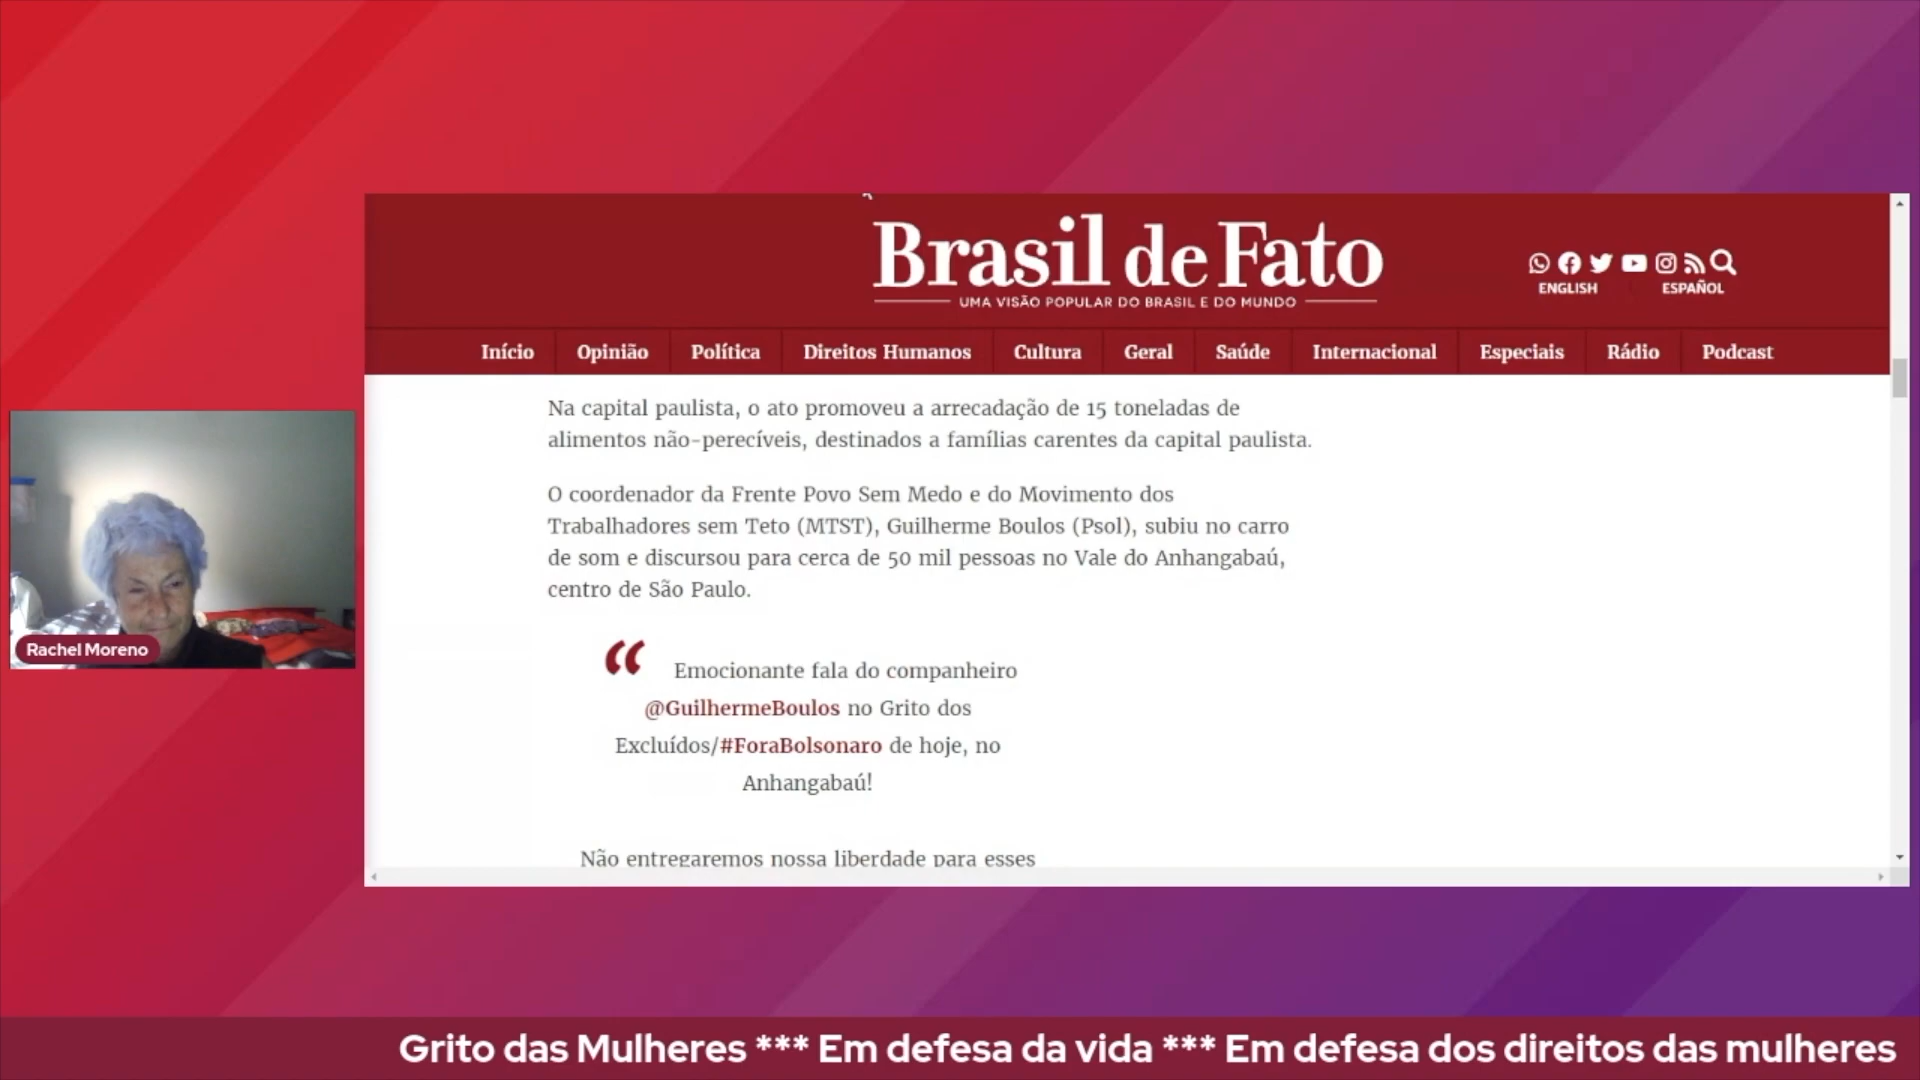 Brasil de Fato
UMA VISÃO POPULAR DO BRASIL E DO MUNDO
ENGLISH
ESPAÑOL
Início
Opinião
Política
Direitos Humanos
Cultura
Geral
Saúde
Internacional
Especiais
Rádio
Podcast
Na capital paulista, o ato promoveu a arrecadação de 15 toneladas de
alimentos não-perecíveis, destinados a famílias carentes da capital paulista.
O coordenador da Frente Povo Sem Medo e do Movimento dos
Trabalhadores sem Teto (MTST), Guilherme Boulos (Psol), subiu no carro
de som e discursou para cerca de 50 mil pessoas no Vale do Anhangabaú,
centro de São Paulo.
“ Emocionante fala do companheiro
@GuilhermeBoulos no Grito dos
Excluídos/#ForaBolsonaro de hoje, no
Anhangabaú!
Não entregaremos nossa liberdade para esses
Rachel Moreno
Grito das Mulheres *** Em defesa da vida *** Em defesa dos direitos das mulheres